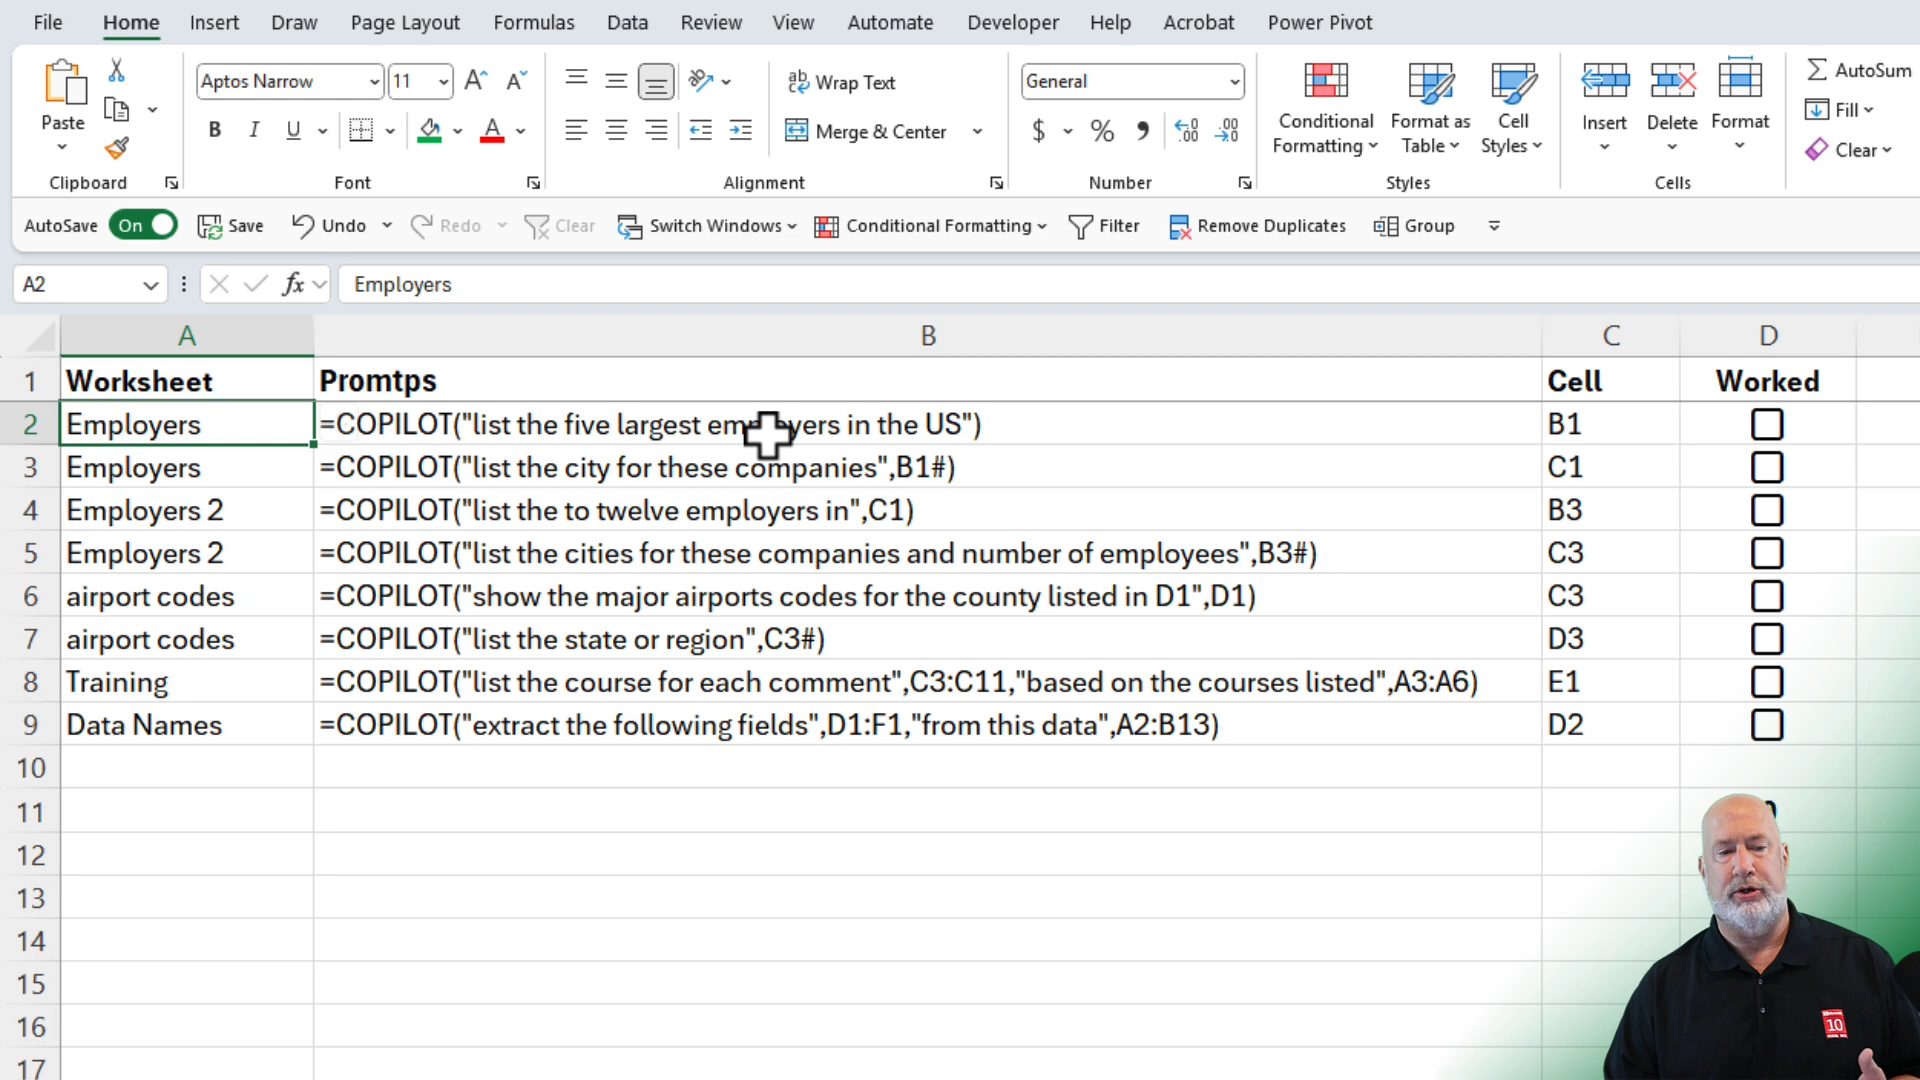 File Home Insert Draw Page Layout Formulas Data Review View Automate Developer Help Acrobat Power Pivot
Paste
Clipboard
Aptos Narrow 11
Font
Wrap Text
Merge & Center
Alignment
General
Number
Conditional Formatting
Format as Table
Cell Styles
Styles
Insert Delete Format
Cells
AutoSum
Fill
Clear
AutoSave On Save Undo Redo Clear Switch Windows Conditional Formatting Filter Remove Duplicates Group
A2 fx Employers
A B C D
1 Worksheet Promtps Cell Worked
2 Employers =COPILOT("list the five largest employers in the US") B1
3 Employers =COPILOT("list the city for these companies",B1#) C1
4 Employers 2 =COPILOT("list the to twelve employers in",C1) B3
5 Employers 2 =COPILOT("list the cities for these companies and number of employees",B3#) C3
6 airport codes =COPILOT("show the major airports codes for the county listed in D1",D1) C3
7 airport codes =COPILOT("list the state or region",C3#) D3
8 Training =COPILOT("list the course for each comment",C3:C11,"based on the courses listed",A3:A6) E1
9 Data Names =COPILOT("extract the following fields",D1:F1,"from this data",A2:B13) D2
10
11
12
13
14
15
16
17
10